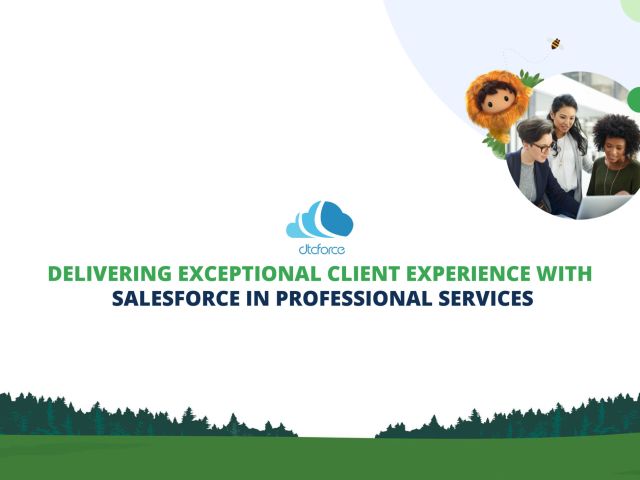 dtcforce
DELIVERING EXCEPTIONAL CLIENT EXPERIENCE WITH
SALESFORCE IN PROFESSIONAL SERVICES